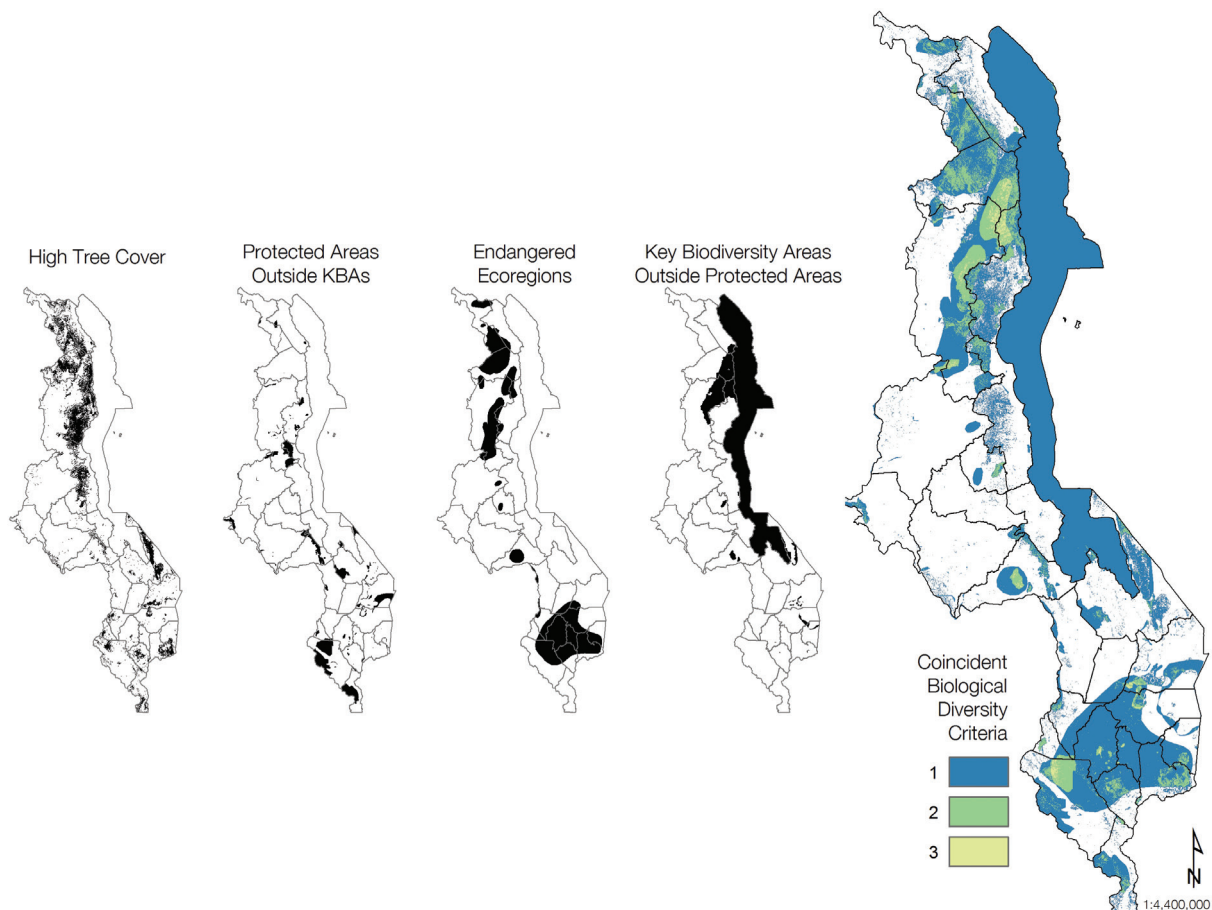 High Tree Cover
Protected Areas
Outside KBAs
Endangered
Ecoregions
Key Biodiversity Areas
Outside Protected Areas
Coincident
Biological
Diversity
Criteria
1
2
3
N
1:4,400,000